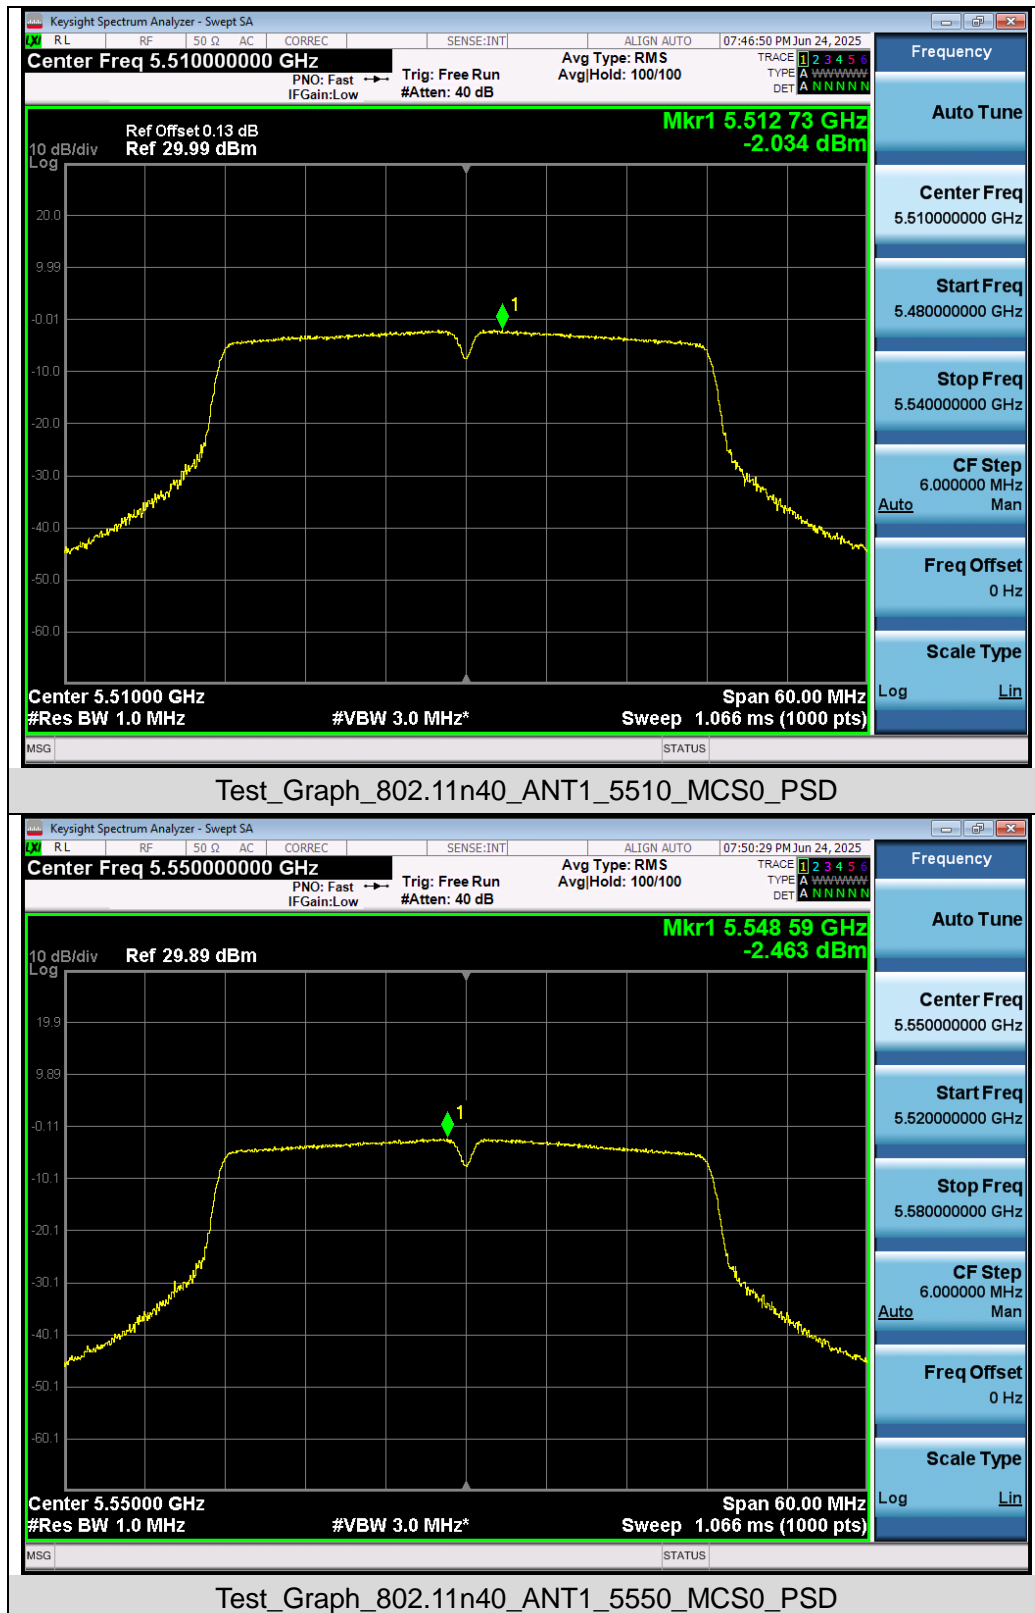 Keysight Spectrum Analyzer - Swept SA
LXI RL RF 50 Ω AC CORREC SENSE:INT ALIGN AUTO 07:46:50 PM Jun 24, 2025
Center Freq 5.510000000 GHz
PNO: Fast
IFGain:Low
Trig: Free Run
#Atten: 40 dB
Avg Type: RMS
Avg|Hold: 100/100
TRACE 1 2 3 4 5 6
TYPE A WWWWW
DET A N N N N N
Mkr1 5.512 73 GHz
-2.034 dBm
Ref Offset 0.13 dB
10 dB/div Ref 29.99 dBm
Log
20.0
9.99
-0.01
-10.0
-20.0
-30.0
-40.0
-50.0
-60.0
1
Center 5.51000 GHz Span 60.00 MHz
#Res BW 1.0 MHz #VBW 3.0 MHz* Sweep 1.066 ms (1000 pts)
MSG STATUS
Frequency
Auto Tune
Center Freq
5.510000000 GHz
Start Freq
5.480000000 GHz
Stop Freq
5.540000000 GHz
CF Step
6.000000 MHz
Auto Man
Freq Offset
0 Hz
Scale Type
Log Lin
Test_Graph_802.11n40_ANT1_5510_MCS0_PSD
Keysight Spectrum Analyzer - Swept SA
LXI RL RF 50 Ω AC CORREC SENSE:INT ALIGN AUTO 07:50:29 PM Jun 24, 2025
Center Freq 5.550000000 GHz
PNO: Fast
IFGain:Low
Trig: Free Run
#Atten: 40 dB
Avg Type: RMS
Avg|Hold: 100/100
TRACE 1 2 3 4 5 6
TYPE A WWWWW
DET A N N N N N
Mkr1 5.548 59 GHz
-2.463 dBm
10 dB/div Ref 29.89 dBm
Log
19.9
9.89
-0.11
-10.1
-20.1
-30.1
-40.1
-50.1
-60.1
1
Center 5.55000 GHz Span 60.00 MHz
#Res BW 1.0 MHz #VBW 3.0 MHz* Sweep 1.066 ms (1000 pts)
MSG STATUS
Frequency
Auto Tune
Center Freq
5.550000000 GHz
Start Freq
5.520000000 GHz
Stop Freq
5.580000000 GHz
CF Step
6.000000 MHz
Auto Man
Freq Offset
0 Hz
Scale Type
Log Lin
Test_Graph_802.11n40_ANT1_5550_MCS0_PSD